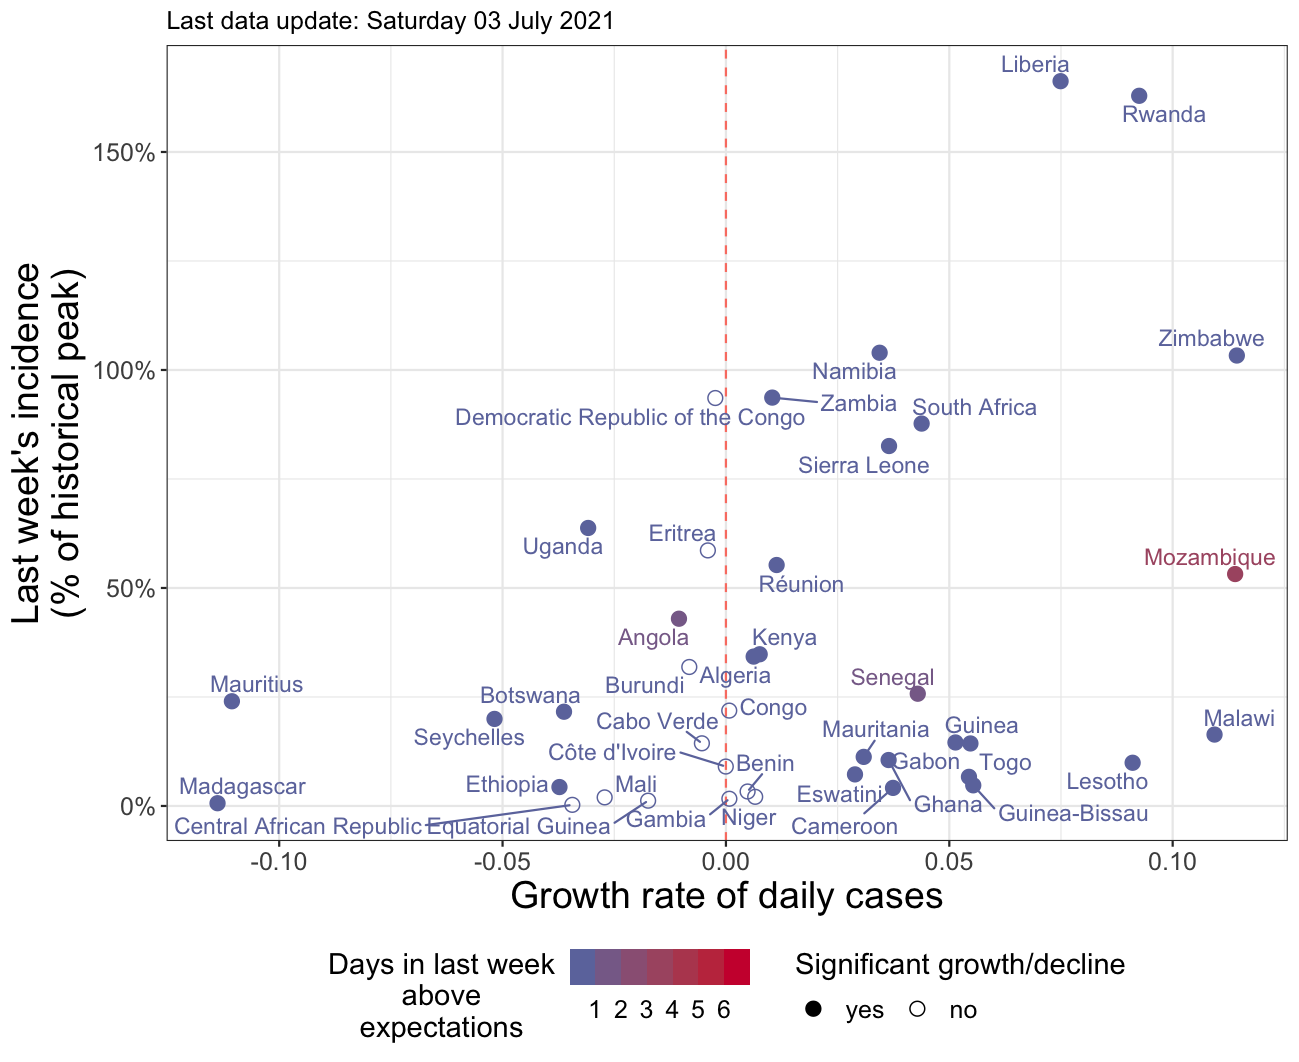 Last data update: Saturday 03 July 2021
Last week's incidence
(% of historical peak)
150%
100%
50%
0%
Liberia
Rwanda
Zimbabwe
Namibia
Zambia
South Africa
Democratic Republic of the Congo
Sierra Leone
Uganda
Eritrea
Mozambique
Réunion
Angola
Kenya
Algeria
Burundi
Senegal
Mauritius
Botswana
Congo
Cabo Verde
Seychelles
Mauritania
Guinea
Malawi
Côte d'Ivoire
Benin
Gabon
Togo
Madagascar
Ethiopia
Mali
Eswatini
Lesotho
Ghana
Guinea-Bissau
Central African Republic
Equatorial Guinea
Gambia
Niger
Cameroon
-0.10
-0.05
0.00
0.05
0.10
Growth rate of daily cases
Days in last week
above
expectations
1 2 3 4 5 6
Significant growth/decline
yes
no